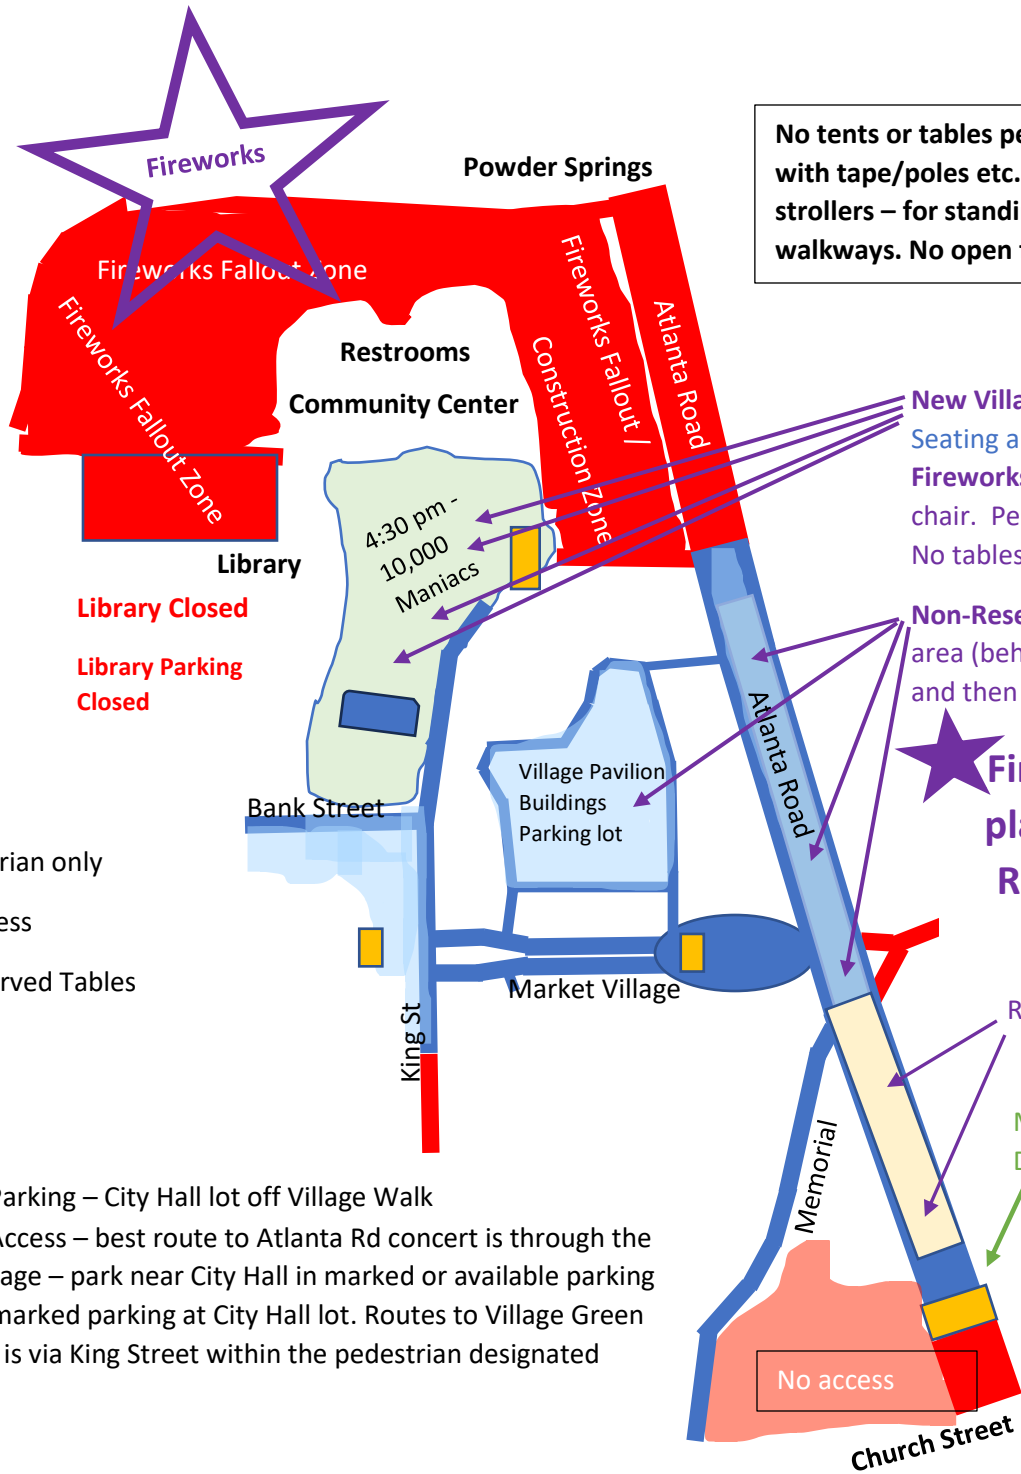 Fireworks
Powder Springs
No tents or tables pe
with tape/poles etc.
strollers – for standi
walkways. No open f
Fireworks Fallout Zone
Fireworks Fallout Zone
Fireworks Fallout /
Construction Zone
Atlanta Road
Restrooms
Community Center
New Villa
Seating a
Fireworks
chair.  Pe
No tables
4:30 pm -
10,000
Maniacs
Library
Library Closed
Library Parking
Closed
Non-Rese
area (beh
and then
Atlanta Road
Village Pavilion
Buildings
Parking lot
Fir
pla
R
Bank Street
rian only
ess
rved Tables
Market Village
King St
R
N
D
Memorial
Parking – City Hall lot off Village Walk
Access – best route to Atlanta Rd concert is through the
age – park near City Hall in marked or available parking
marked parking at City Hall lot. Routes to Village Green
is via King Street within the pedestrian designated
No access
Church Street